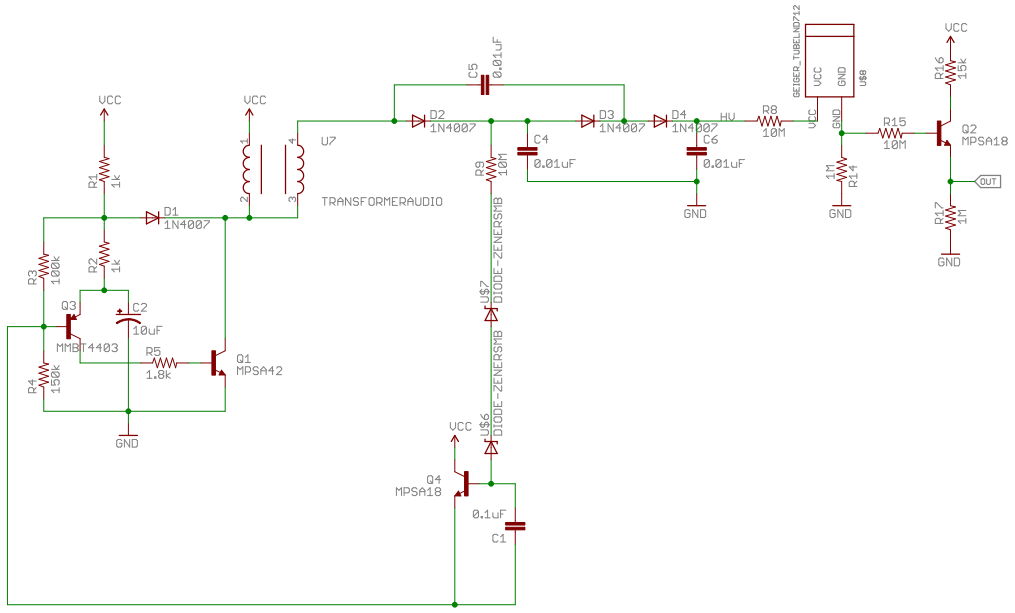 VCC
R1
1k
D1
1N4007
R2
1k
R3
100k
Q3
MMBT4403
C2
10uF
R4
150k
R5
1.8k
Q1
MPSA42
GND
VCC
1
2
4
3
U7
TRANSFORMERAUDIO
C5
0.01uF
D2
1N4007
R9
10M
C4
0.01uF
D3
1N4007
D4
1N4007
HV
C6
0.01uF
GND
R8
10M
GEIGER_TUBELND712
VCC
GND
U$8
VCC
GND
1M
R14
GND
R15
10M
VCC
R16
15k
Q2
MPSA18
OUT
R17
1M
GND
U$7
DIODE-ZENERSMB
U$6
DIODE-ZENERSMB
VCC
Q4
MPSA18
0.1uF
C1